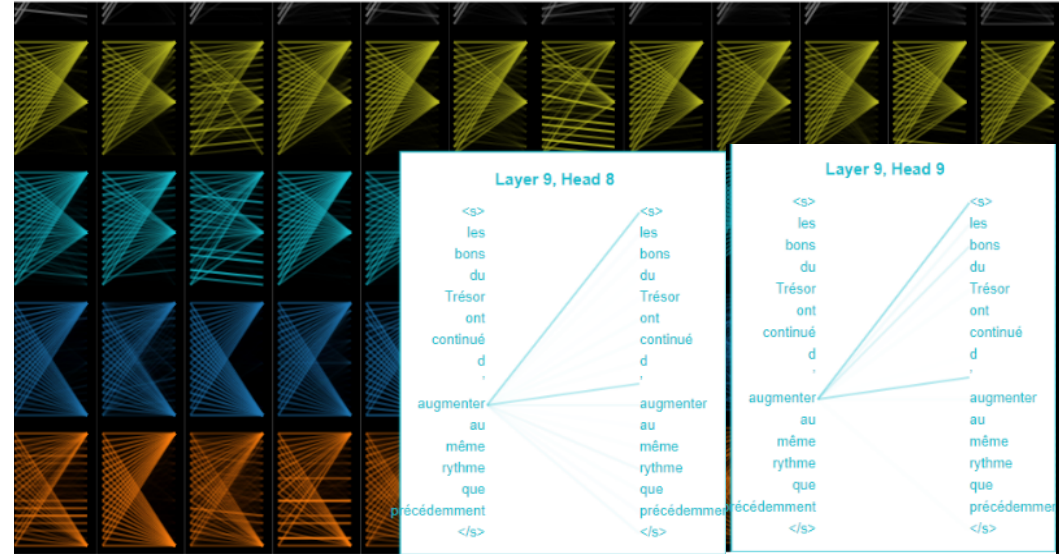 Layer 9, Head 8
<s> <s>
les les
bons bons
du du
Trésor Trésor
ont ont
continué continué
d d
' '
augmenter augmenter
au au
même même
rythme rythme
que que
précédemment précédemmen
</s> </s>
Layer 9, Head 9
<s> <s>
les les
bons bons
du du
Trésor Trésor
ont ont
continué continué
d d
' '
augmenter augmenter
au au
même même
rythme rythme
que que
récédemment précédemmen
</s> </s>